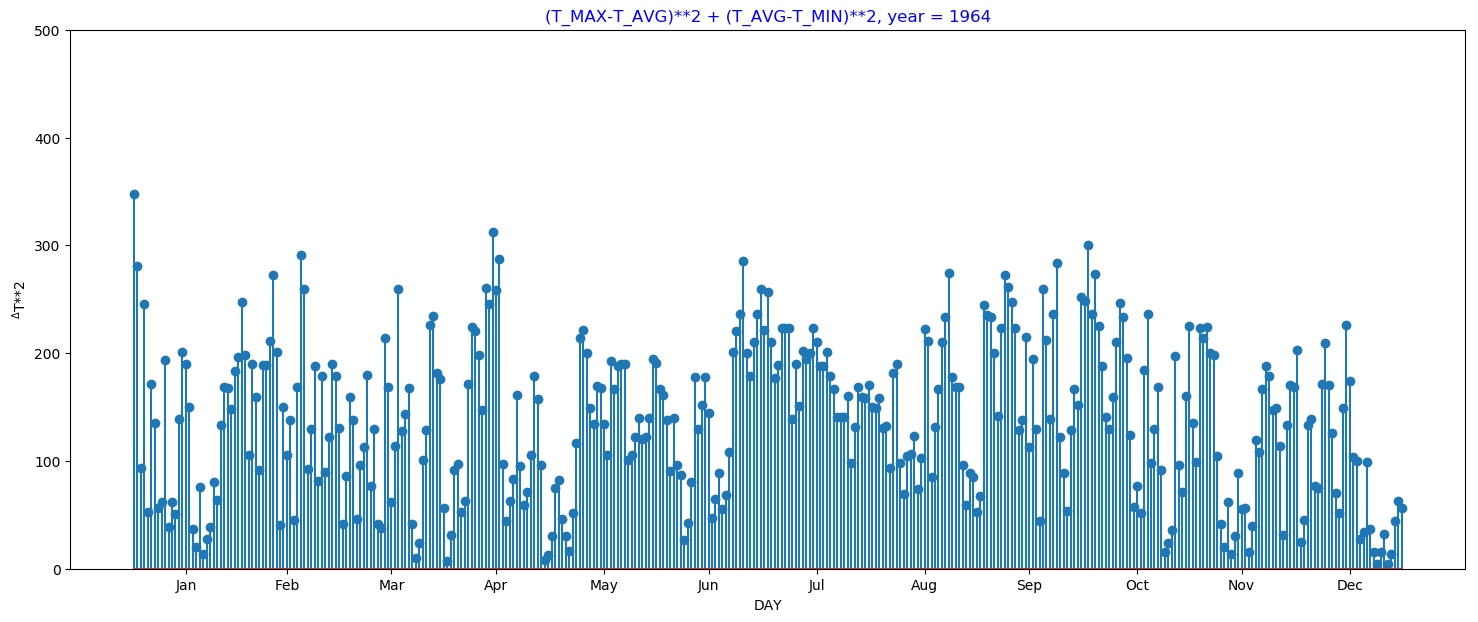 (T_MAX-T_AVG)**2 + (T_AVG-T_MIN)**2, year = 1964
500
400
300
200
100
0
ΔT**2
Jan Feb Mar Apr May Jun Jul Aug Sep Oct Nov Dec
DAY